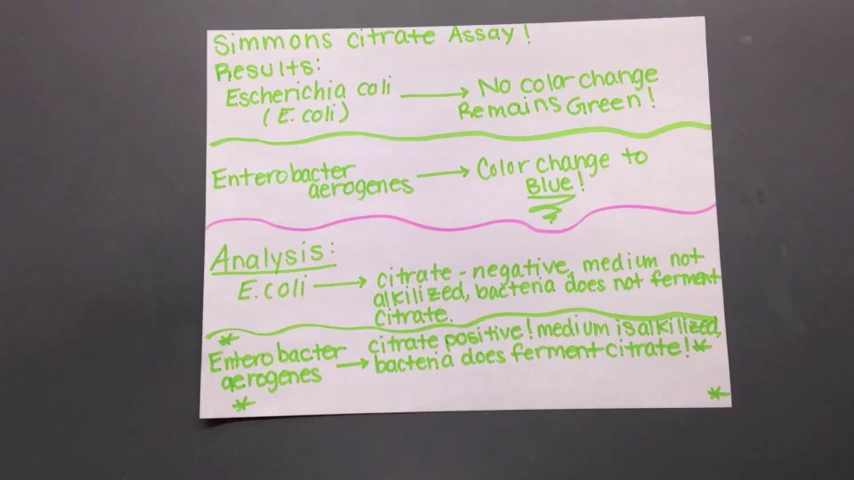 Simmons citrate Assay!
Results:
Escherichia coli → No color change
(E. coli) Remains Green!
Enterobacter → Color change to
aerogenes Blue!
Analysis:
E. coli → citrate - negative, medium not
alkilized, bacteria does not ferment
citrate.
* Enterobacter → citrate positive! medium is alkilized,
aerogenes bacteria does ferment citrate! *
* *